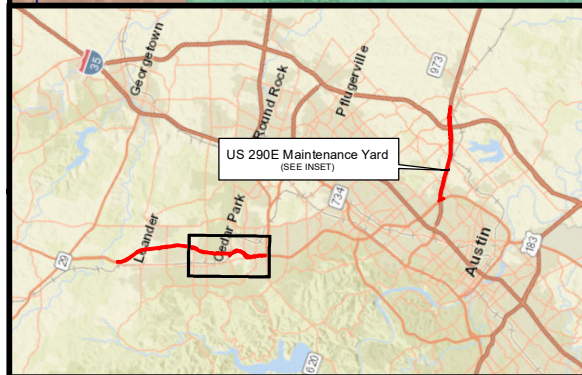 35
Georgetown
Round Rock
Pflugerville
973
US 290E Maintenance Yard
(SEE INSET)
734
Leander
Cedar Park
29
Austin
183
620